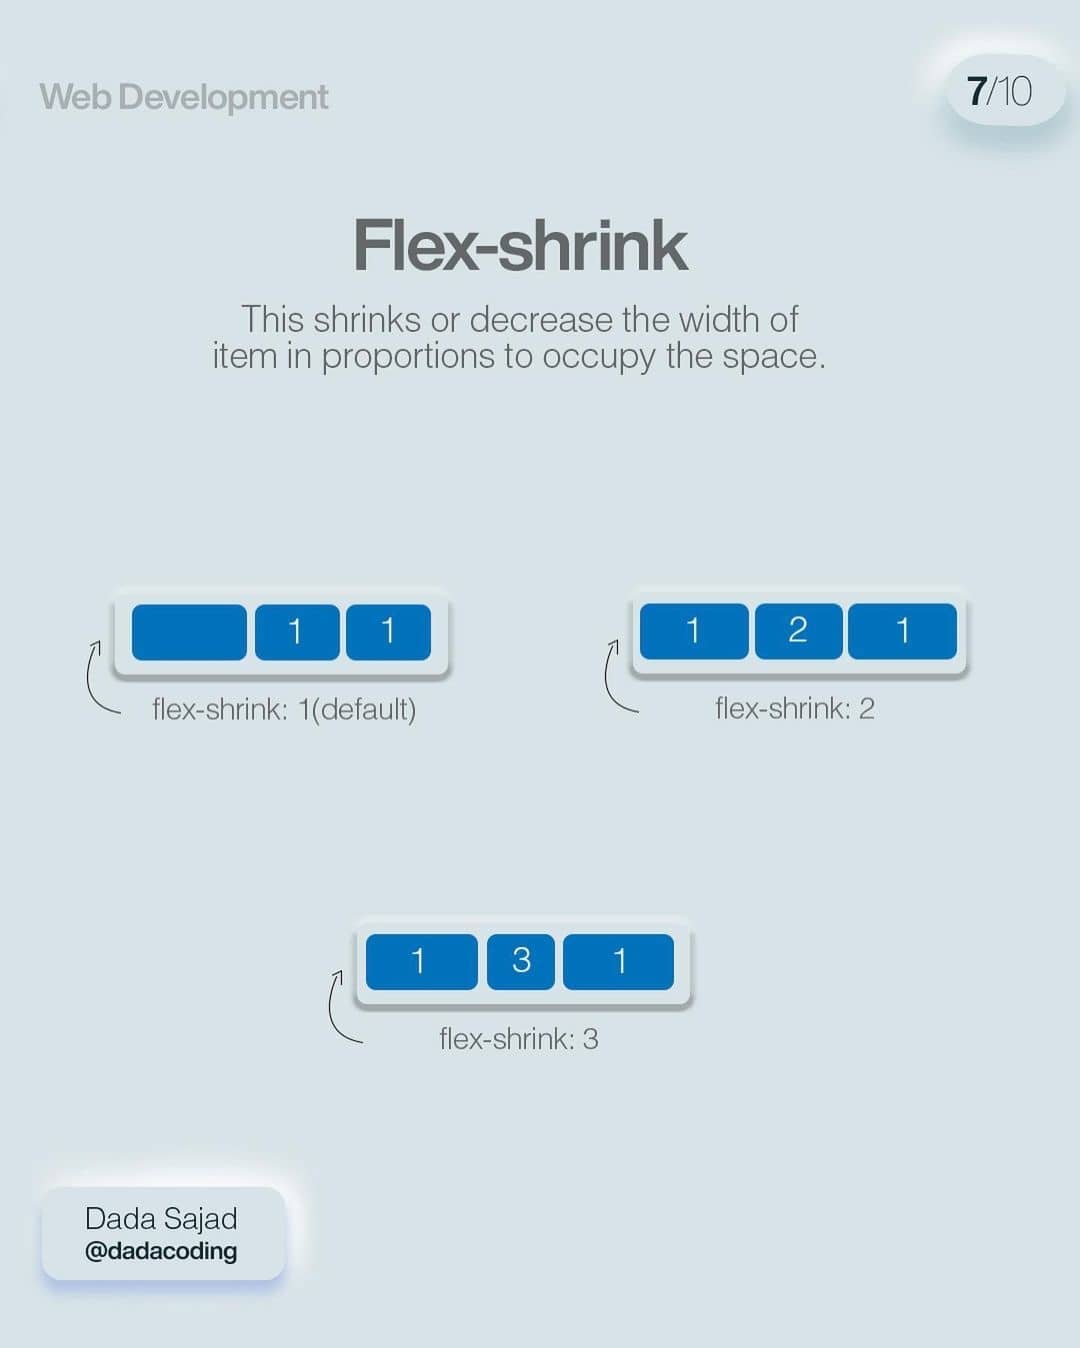 Web Development
7/10
Flex-shrink
This shrinks or decrease the width of
item in proportions to occupy the space.
1 1
flex-shrink: 1(default)
1 2 1
flex-shrink: 2
1 3 1
flex-shrink: 3
Dada Sajad
@dadacoding